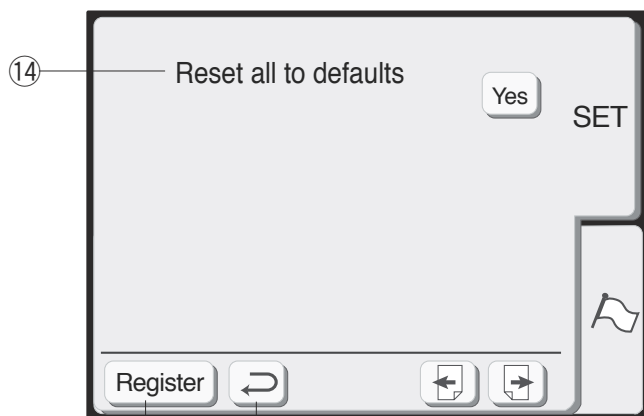 ⑭ Reset all to defaults
Yes
SET
Register